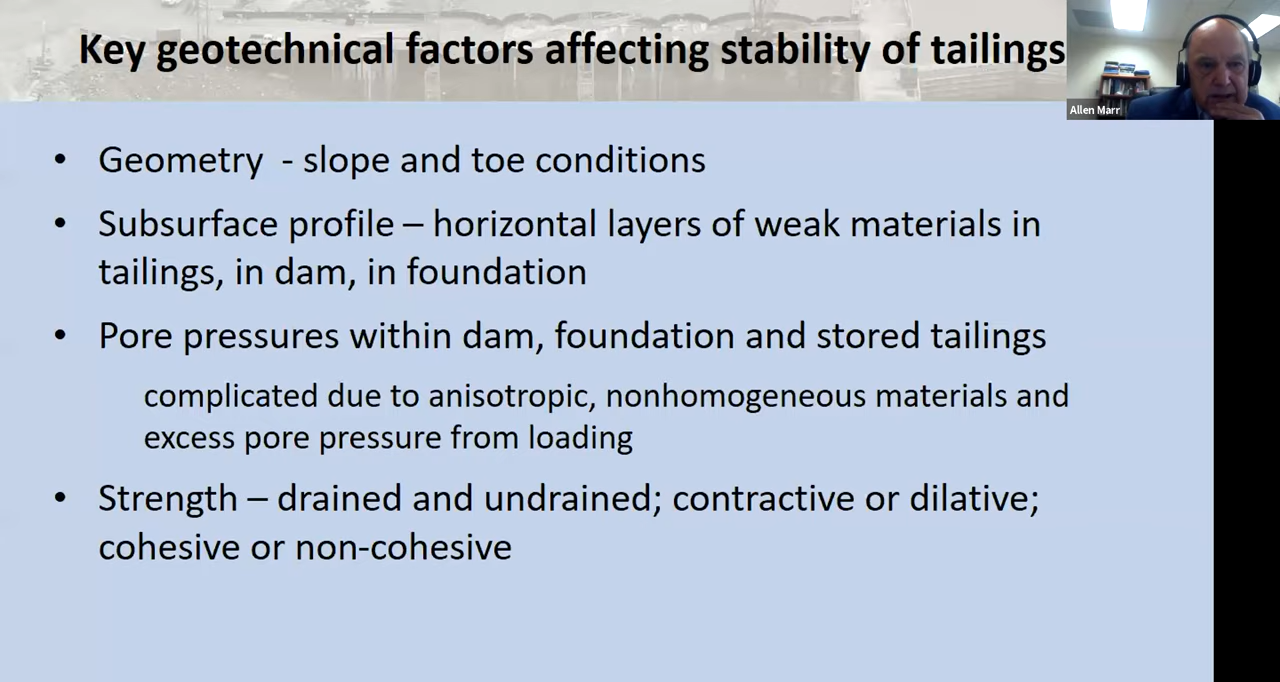 Key geotechnical factors affecting stability of tailings
Allen Marr
• Geometry - slope and toe conditions
• Subsurface profile – horizontal layers of weak materials in
tailings, in dam, in foundation
• Pore pressures within dam, foundation and stored tailings
complicated due to anisotropic, nonhomogeneous materials and
excess pore pressure from loading
• Strength – drained and undrained; contractive or dilative;
cohesive or non-cohesive